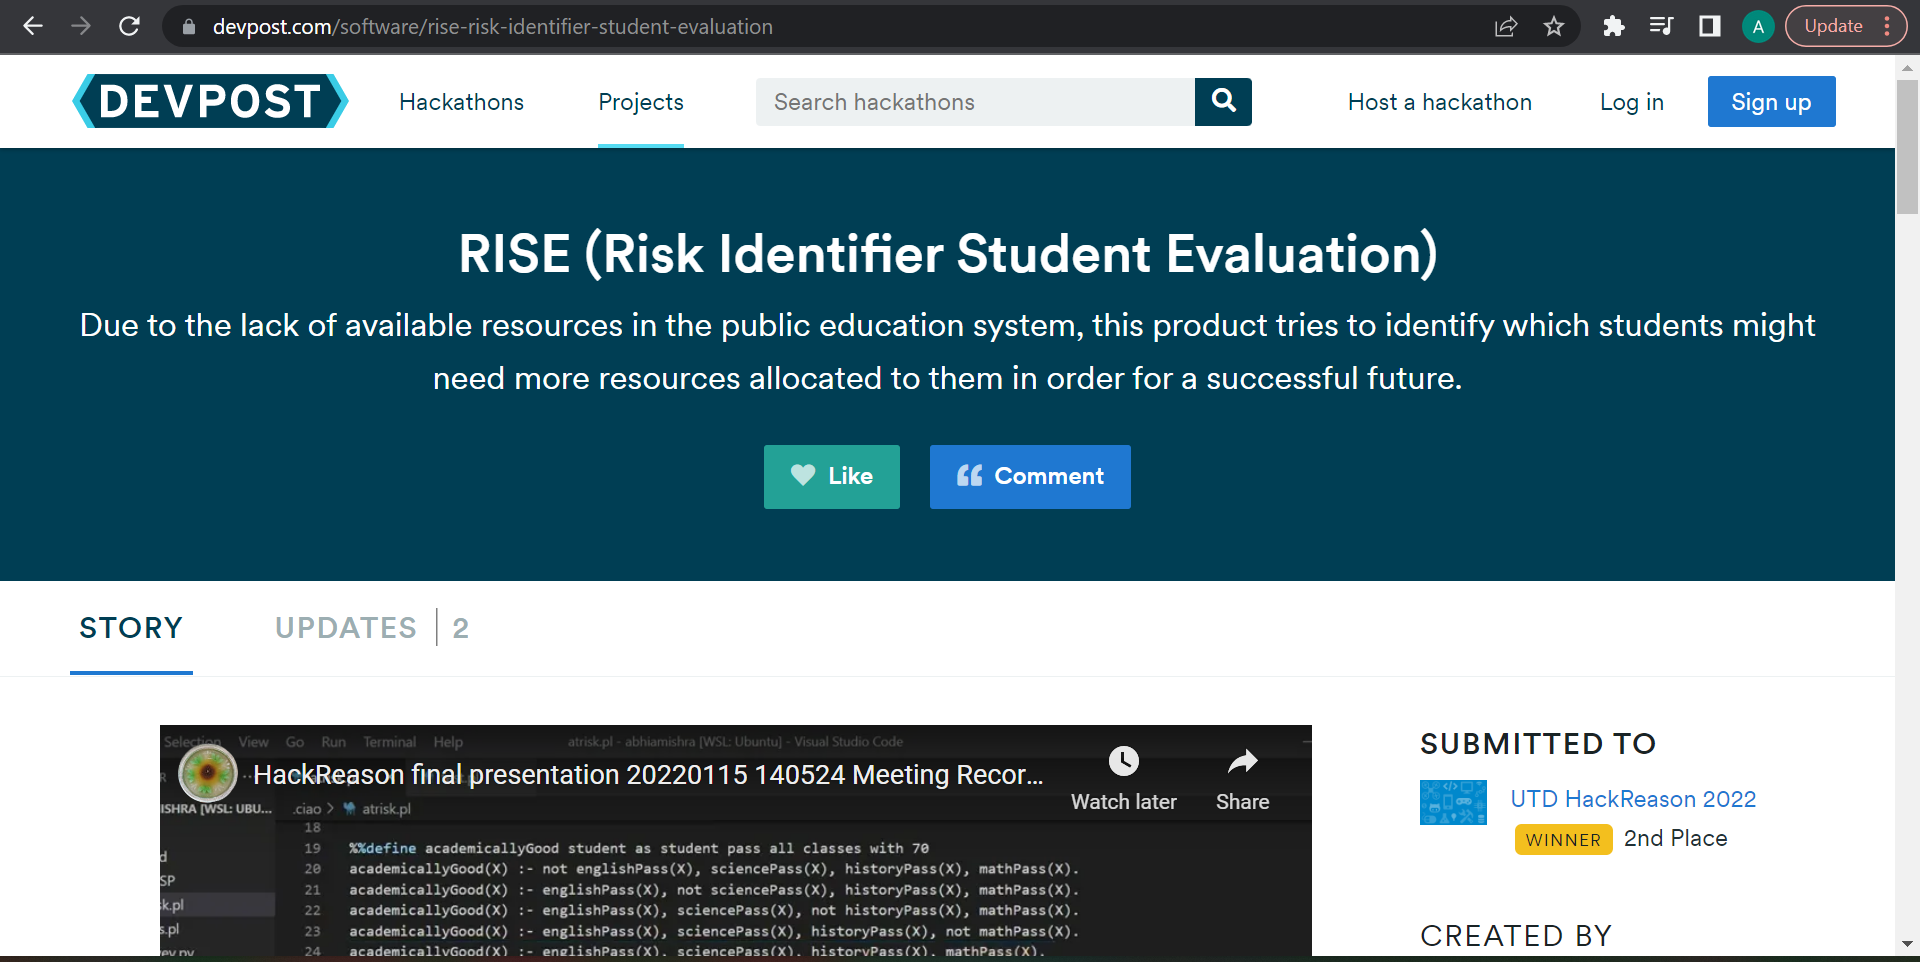 devpost.com/software/rise-risk-identifier-student-evaluation
A
Update
DEVPOST
Hackathons
Projects
Search hackathons
Host a hackathon
Log in
Sign up
RISE (Risk Identifier Student Evaluation)
Due to the lack of available resources in the public education system, this product tries to identify which students might
need more resources allocated to them in order for a successful future.
Like
Comment
STORY
UPDATES 2
Selection View Go Run Terminal Help
atrisk.pl - abhiamishra [WSL: Ubuntu] - Visual Studio Code
HackReason final presentation 20220115 140524 Meeting Recor...
Watch later
Share
ISHRA [WSL: UBU...
.ciao > atrisk.pl
18
19 %%define academicallyGood student as student pass all classes with 70
20 academicallyGood(X) :- not englishPass(X), sciencePass(X), historyPass(X), mathPass(X).
21 academicallyGood(X) :- englishPass(X), not sciencePass(X), historyPass(X), mathPass(X).
22 academicallyGood(X) :- englishPass(X), sciencePass(X), not historyPass(X), mathPass(X).
23 academicallyGood(X) :- englishPass(X), sciencePass(X), historyPass(X), not mathPass(X).
24 academicallyGood(X) :- englishPass(X), sciencePass(X), historyPass(X), mathPass(X).
d
SP
k.pl
s.pl
SUBMITTED TO
UTD HackReason 2022
WINNER 2nd Place
CREATED BY